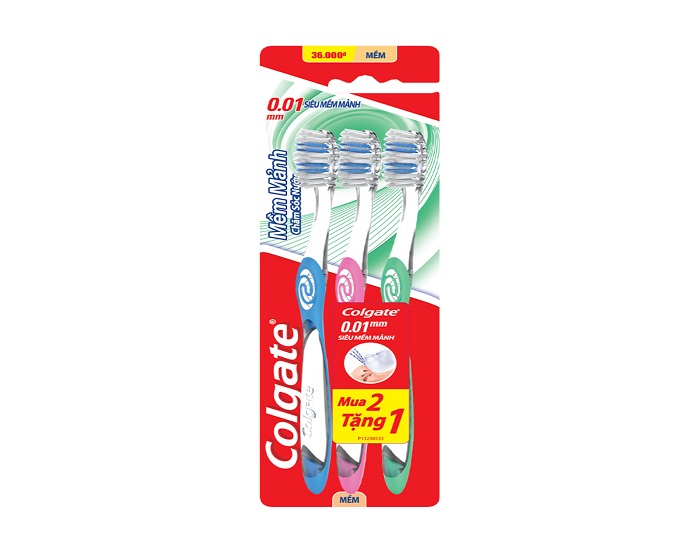 36.000đ MỀM
0.01 SIÊU MỀM MẢNH
mm
Mềm Mảnh
Chăm Sóc Nướu
Colgate®
Colgate®
0.01mm
SIÊU MỀM MẢNH
Mua 2
Tặng 1
Colgate
MỀM